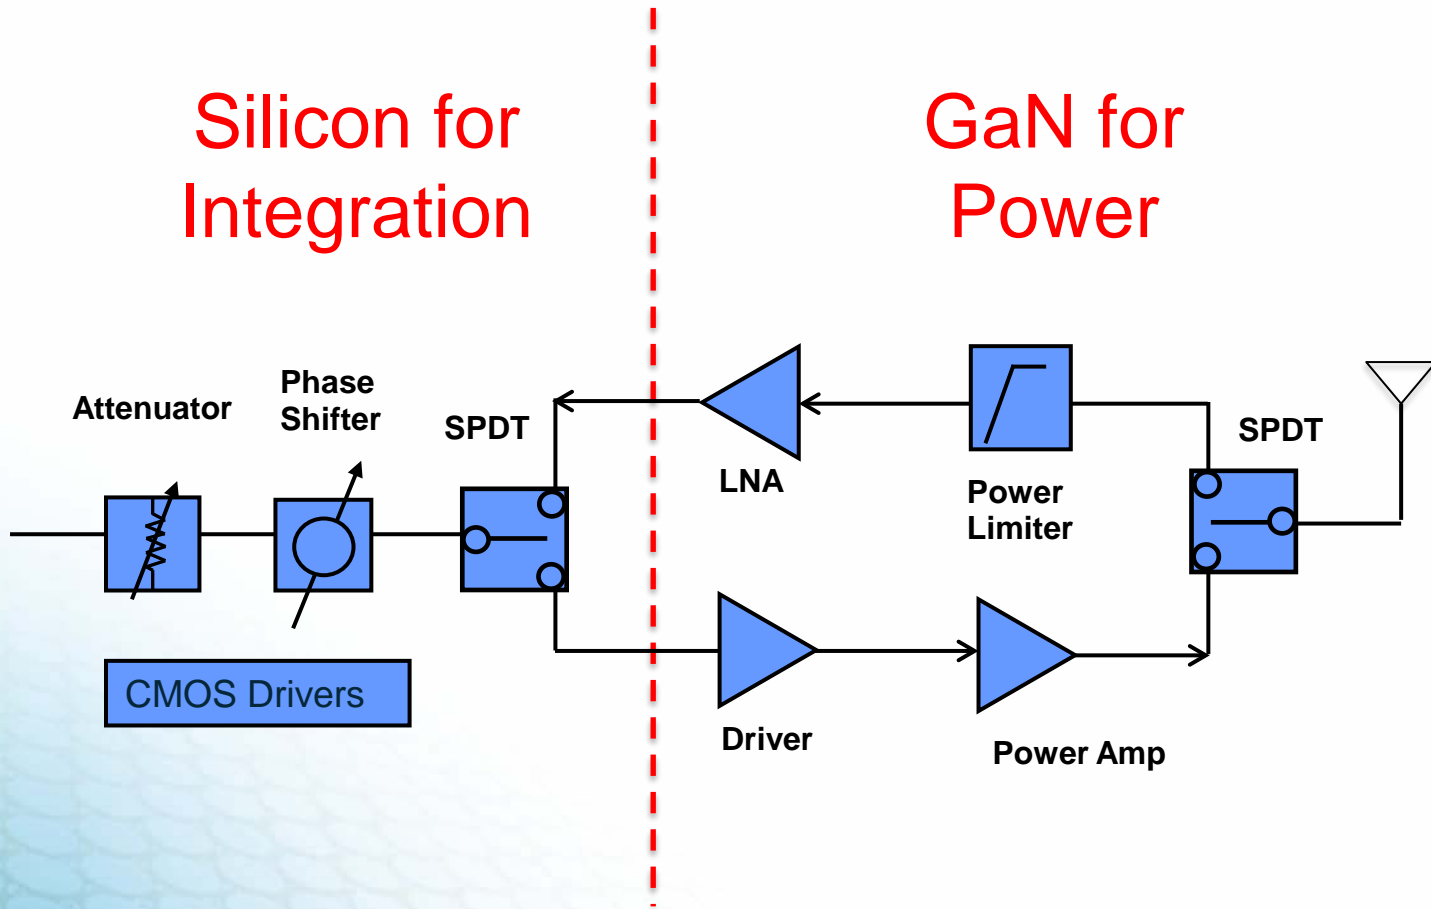 Silicon for
Integration
GaN for
Power
Attenuator
Phase
Shifter
SPDT
LNA
Power
Limiter
SPDT
CMOS Drivers
Driver
Power Amp